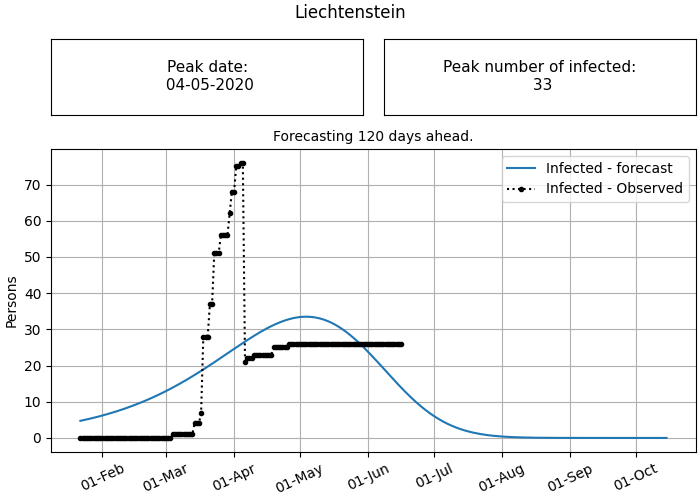 Liechtenstein
Peak date:
04-05-2020
Peak number of infected:
33
Forecasting 120 days ahead.
Infected - forecast
Infected - Observed
Persons
70
60
50
40
30
20
10
0
01-Feb
01-Mar
01-Apr
01-May
01-Jun
01-Jul
01-Aug
01-Sep
01-Oct